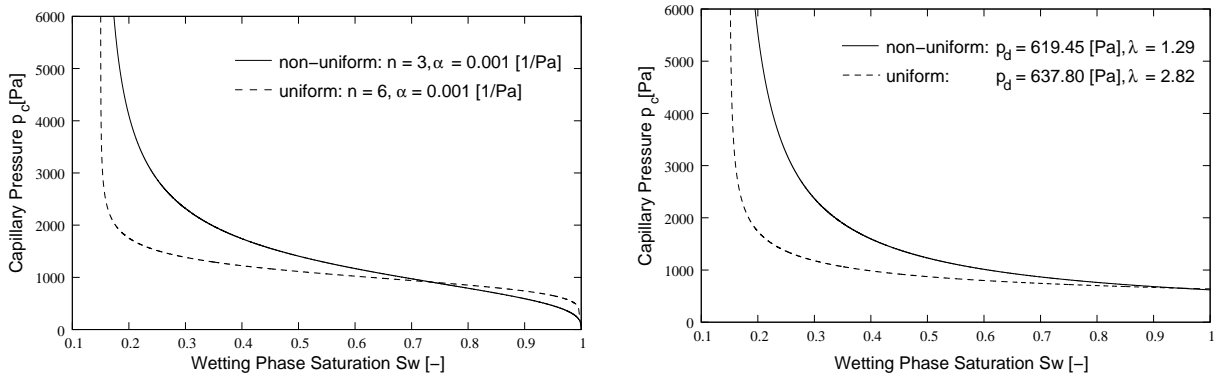 6000
5000
4000
3000
2000
1000
0
Capillary Pressure p_c[Pa]
non−uniform: n = 3, α = 0.001 [1/Pa]
uniform: n = 6, α = 0.001 [1/Pa]
0.1 0.2 0.3 0.4 0.5 0.6 0.7 0.8 0.9 1
Wetting Phase Saturation Sw [−]
6000
5000
4000
3000
2000
1000
0
Capillary Pressure p_c[Pa]
non−uniform: p_d = 619.45 [Pa], λ = 1.29
uniform: p_d = 637.80 [Pa], λ = 2.82
0.1 0.2 0.3 0.4 0.5 0.6 0.7 0.8 0.9 1
Wetting Phase Saturation Sw [−]